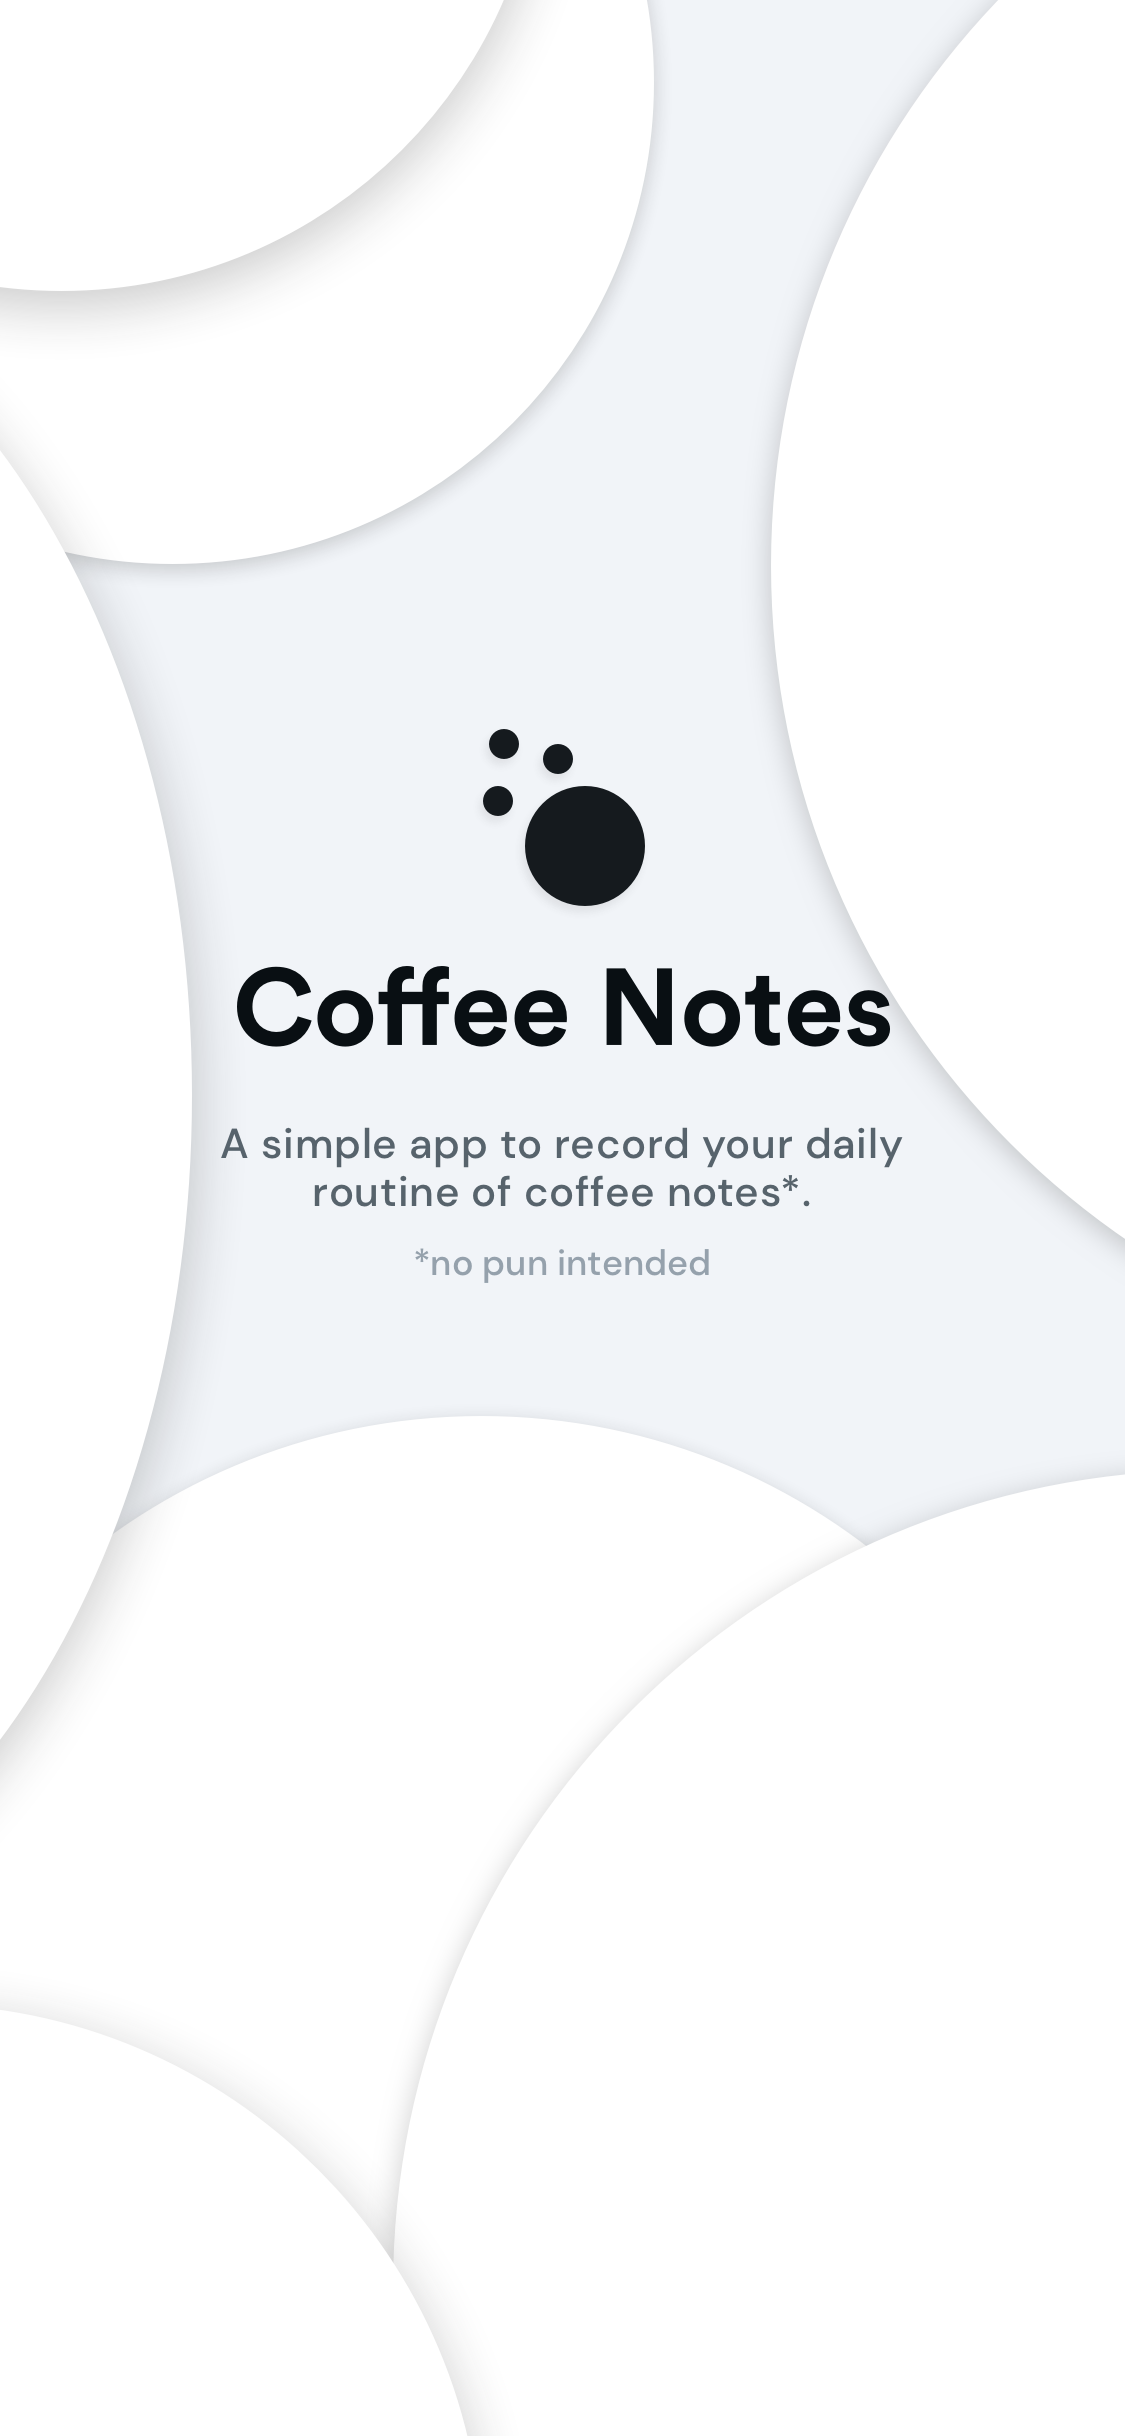 Coffee Notes
A simple app to record your daily
routine of coffee notes*.
*no pun intended